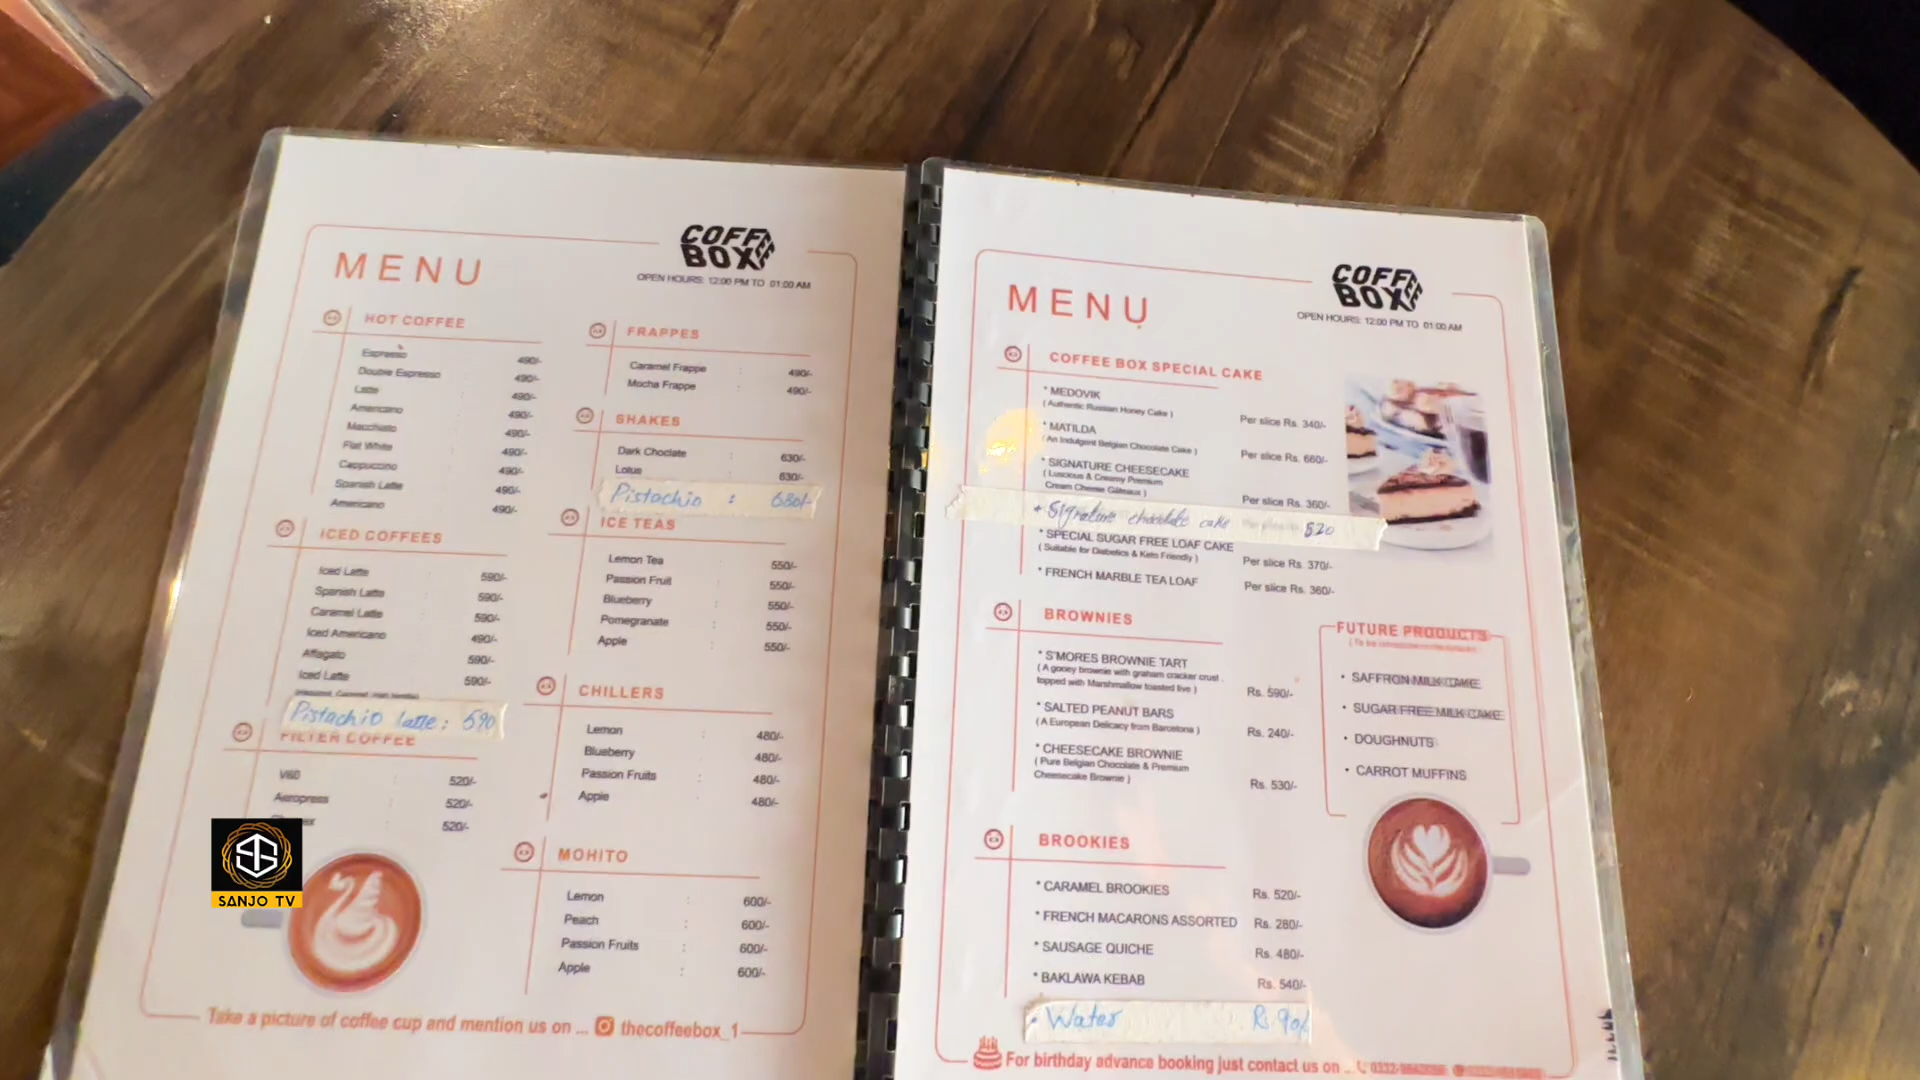 MENU
COFFEE BOX
OPEN HOURS: 12:00 PM TO 01:00 AM
HOT COFFEE
Espresso 490/-
Double Espresso 490/-
Latte 490/-
Americano 490/-
Macchiato 490/-
Flat White 490/-
Cappuccino 490/-
Spanish Latte 490/-
Americano 490/-
ICED COFFEES
Iced Latte 590/-
Spanish Latte 590/-
Caramel Latte 590/-
Iced Americano 490/-
Affagato 590/-
Iced Latte 590/-
Pistachio latte : 590
FILTER COFFEE
V60 : 520/-
Aeropress : 520/-
520/-
FRAPPES
Caramel Frappe : 490/-
Mocha Frappe : 490/-
SHAKES
Dark Choclate : 630/-
Lotus 630/-
Pistachio : 680/-
ICE TEAS
Lemon Tea : 550/-
Passion Fruit : 550/-
Blueberry : 550/-
Pomegranate : 550/-
Apple : 550/-
CHILLERS
Lemon : 480/-
Blueberry : 480/-
Passion Fruits : 480/-
Apple : 480/-
MOHITO
Lemon : 600/-
Peach : 600/-
Passion Fruits : 600/-
Apple : 600/-
Take a picture of coffee cup and mention us on ... thecoffeebox_1
SANJO TV
MENU
COFFEE BOX
OPEN HOURS: 12:00 PM TO 01:00 AM
COFFEE BOX SPECIAL CAKE
* MEDOVIK
( Authentic Russian Honey Cake ) Per slice Rs. 340/-
* MATILDA
( An Indulgent Belgian Chocolate Cake ) Per slice Rs. 660/-
* SIGNATURE CHEESECAKE
( Luscious & Creamy Premium
Cream Cheese Gâteaux ) Per slice Rs. 360/-
* Signature chocolate cake 520
* SPECIAL SUGAR FREE LOAF CAKE
( Suitable for Diabetics & Keto Friendly ) Per slice Rs. 370/-
* FRENCH MARBLE TEA LOAF Per slice Rs. 360/-
BROWNIES
* S'MORES BROWNIE TART
( A gooey brownie with graham cracker crust .
topped with Marshmallow toasted live ) Rs. 590/-
* SALTED PEANUT BARS
( A European Delicacy from Barcelona ) Rs. 240/-
* CHEESECAKE BROWNIE
( Pure Belgian Chocolate & Premium
Cheesecake Brownie ) Rs. 530/-
FUTURE PRODUCTS
• SAFFRON MILK CAKE
• SUGAR FREE MILK CAKE
• DOUGHNUTS
• CARROT MUFFINS
BROOKIES
* CARAMEL BROOKIES Rs. 520/-
* FRENCH MACARONS ASSORTED Rs. 280/-
* SAUSAGE QUICHE Rs. 480/-
* BAKLAWA KEBAB Rs. 540/-
• Water R. 90/
For birthday advance booking just contact us on ...